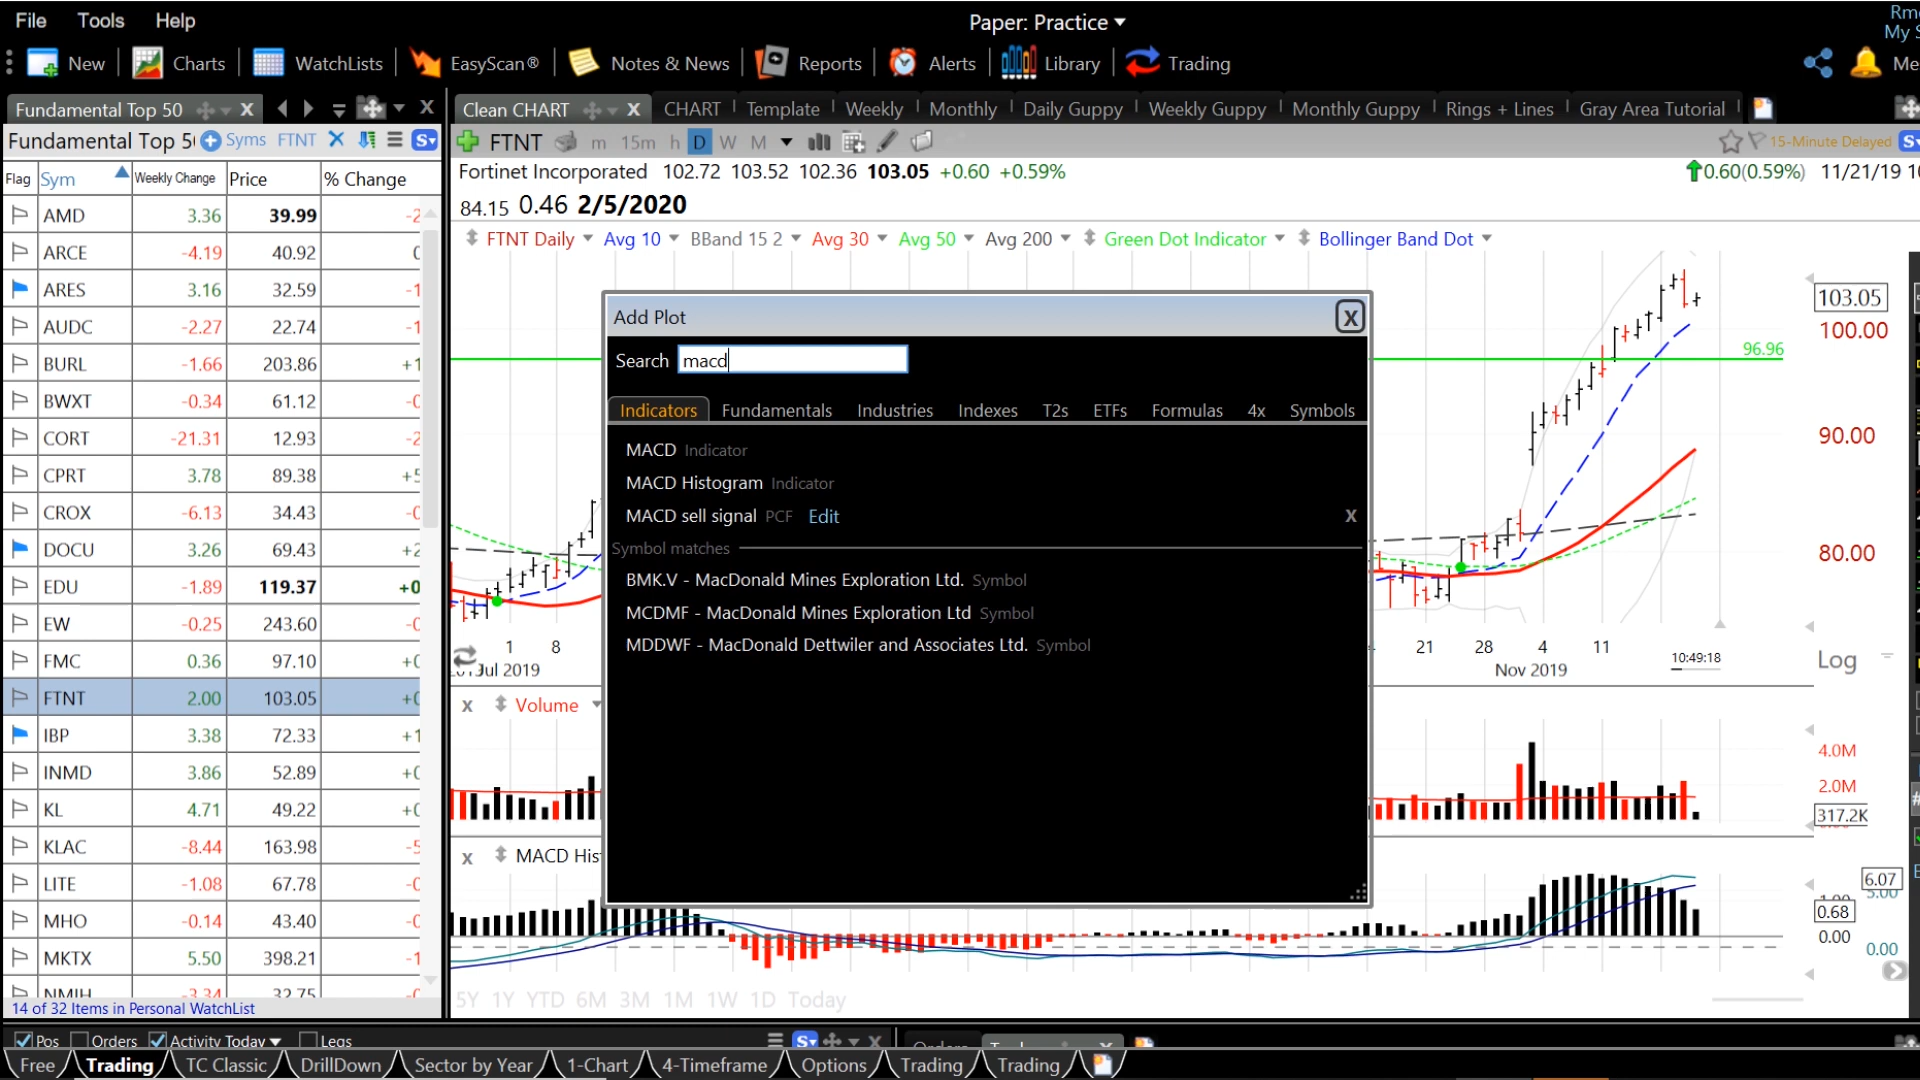 File Tools Help
Paper: Practice
My
New Charts WatchLists EasyScan® Notes & News Reports Alerts Library Trading
Fundamental Top 50 X
Clean CHART X CHART Template Weekly Monthly Daily Guppy Weekly Guppy Monthly Guppy Rings + Lines Gray Area Tutorial
Fundamental Top 5 Syms FTNT
FTNT m 15m h D W M
15-Minute Delayed
Flag Sym Weekly Change Price % Change
AMD 3.36 39.99
ARCE -4.19 40.92
ARES 3.16 32.59
AUDC -2.27 22.74
BURL -1.66 203.86
BWXT -0.34 61.12
CORT -21.31 12.93
CPRT 3.78 89.38
CROX -6.13 34.43
DOCU 3.26 69.43
EDU -1.89 119.37
EW -0.25 243.60
FMC 0.36 97.10
FTNT 2.00 103.05
IBP 3.38 72.33
INMD 3.86 52.89
KL 4.71 49.22
KLAC -8.44 163.98
LITE -1.08 67.78
MHO -0.14 43.40
MKTX 5.50 398.21
NMIH -3.34 32.75
14 of 32 Items in Personal WatchList
Fortinet Incorporated 102.72 103.52 102.36 103.05 +0.60 +0.59%
0.60(0.59%) 11/21/19
84.15 0.46 2/5/2020
FTNT Daily Avg 10 BBand 15 2 Avg 30 Avg 50 Avg 200 Green Dot Indicator Bollinger Band Dot
103.05
100.00
96.96
90.00
80.00
Add Plot X
Search macd
Indicators Fundamentals Industries Indexes T2s ETFs Formulas 4x Symbols
MACD Indicator
MACD Histogram Indicator
MACD sell signal PCF Edit X
Symbol matches
BMK.V - MacDonald Mines Exploration Ltd. Symbol
MCDMF - MacDonald Mines Exploration Ltd Symbol
MDDWF - MacDonald Dettwiler and Associates Ltd. Symbol
1 8 21 28 4 11
Jul 2019 Nov 2019 10:49:18
Log
x Volume
4.0M
2.0M
317.2K
x MACD His
6.07
5.00
0.68
0.00
0.00
5Y 1Y YTD 6M 3M 1M 1W 1D Today
Pos Orders Activity Today Legs
Orders
Free Trading TC Classic DrillDown Sector by Year 1-Chart 4-Timeframe Options Trading Trading